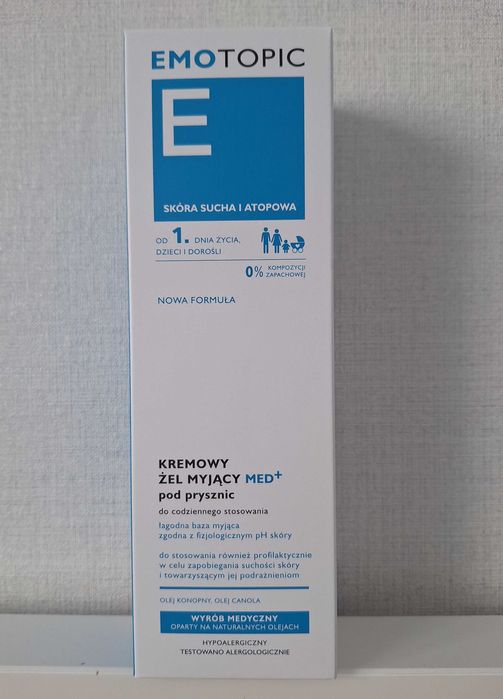 EMOTOPIC
E
SKÓRA SUCHA I ATOPOWA
OD 1. DNIA ŻYCIA,
DZIECI I DOROŚLI
0% KOMPOZYCJI
ZAPACHOWEJ
NOWA FORMUŁA
KREMOWY
ŻEL MYJĄCY MED+
pod prysznic
do codziennego stosowania
łagodna baza myjąca
zgodna z fizjologicznym pH skóry
do stosowania również profilaktycznie
w celu zapobiegania suchości skóry
i towarzyszącym jej podrażnieniom
OLEJ KONOPNY, OLEJ CANOLA
WYRÓB MEDYCZNY
OPARTY NA NATURALNYCH OLEJACH
HYPOALERGICZNY
TESTOWANO ALERGOLOGICZNIE